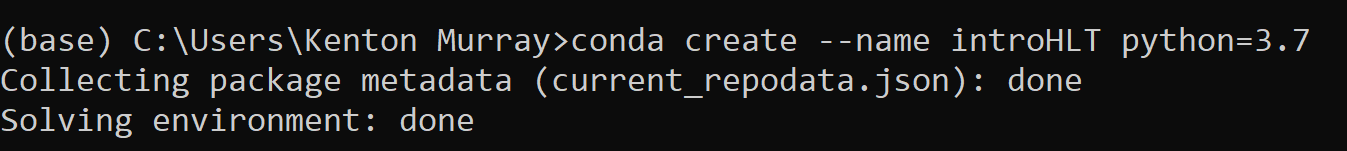 (base) C:\Users\Kenton Murray>conda create --name introHLT python=3.7
Collecting package metadata (current_repodata.json): done
Solving environment: done